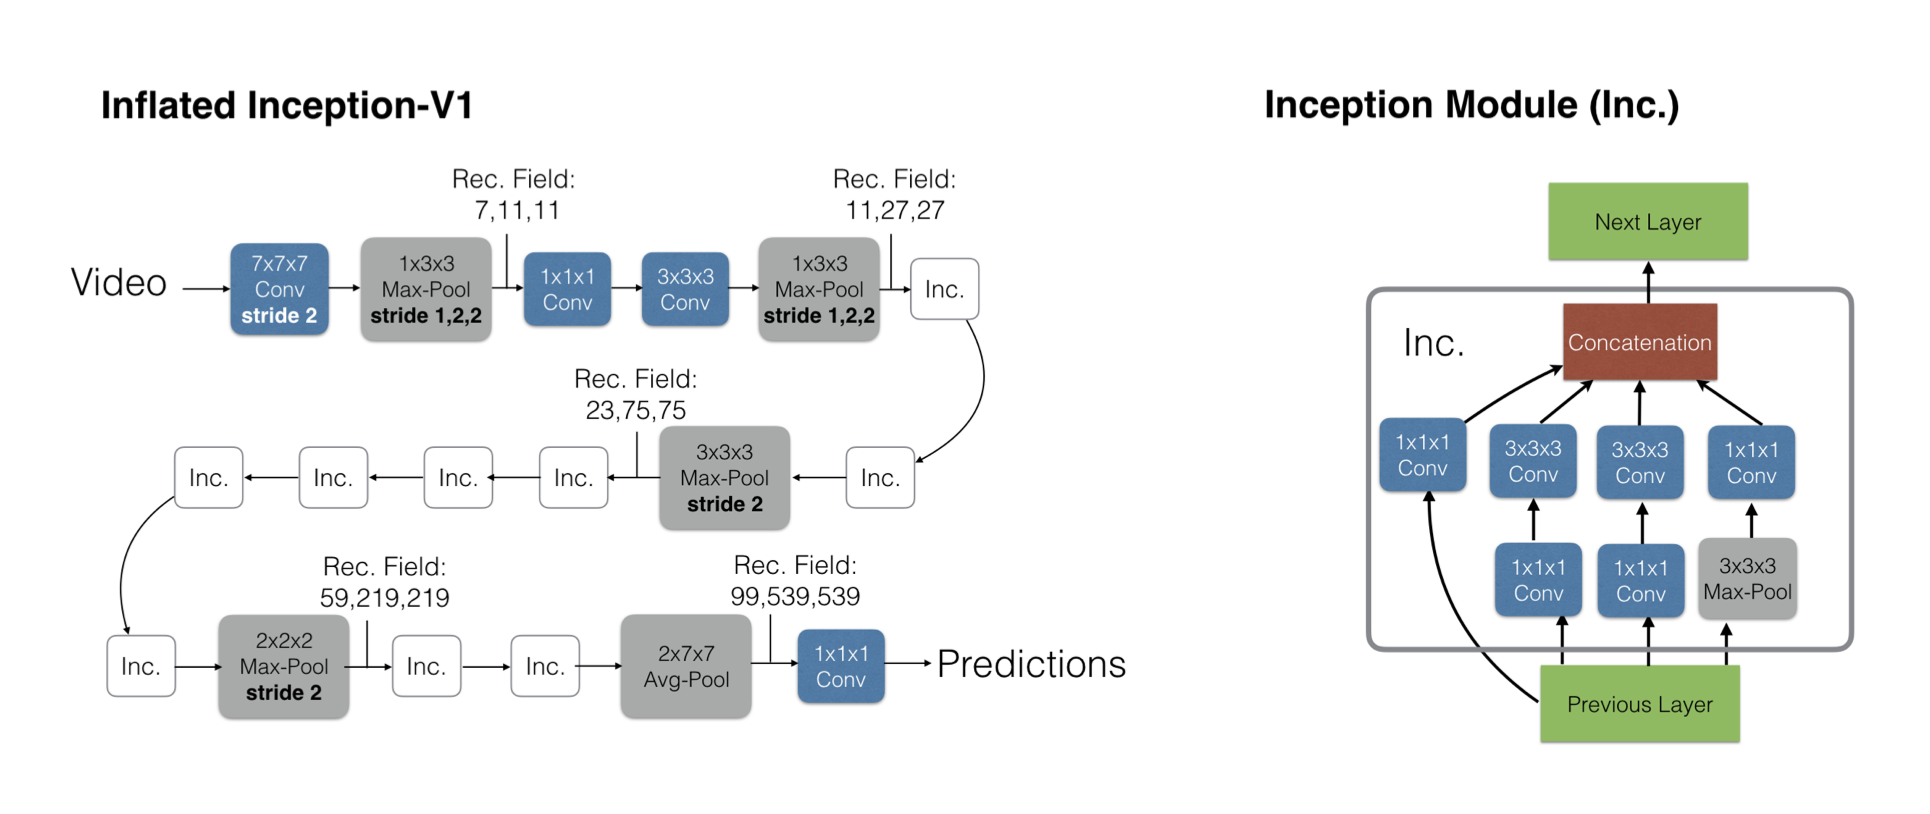 Inflated Inception-V1
Rec. Field:
7,11,11
Rec. Field:
11,27,27
Video
7x7x7
Conv
stride 2
1x3x3
Max-Pool
stride 1,2,2
1x1x1
Conv
3x3x3
Conv
1x3x3
Max-Pool
stride 1,2,2
Inc.
Rec. Field:
23,75,75
Inc.
Inc.
Inc.
Inc.
3x3x3
Max-Pool
stride 2
Inc.
Rec. Field:
59,219,219
Rec. Field:
99,539,539
Inc.
2x2x2
Max-Pool
stride 2
Inc.
Inc.
2x7x7
Avg-Pool
1x1x1
Conv
Predictions
Inception Module (Inc.)
Next Layer
Inc.
Concatenation
1x1x1
Conv
3x3x3
Conv
3x3x3
Conv
1x1x1
Conv
1x1x1
Conv
1x1x1
Conv
3x3x3
Max-Pool
Previous Layer